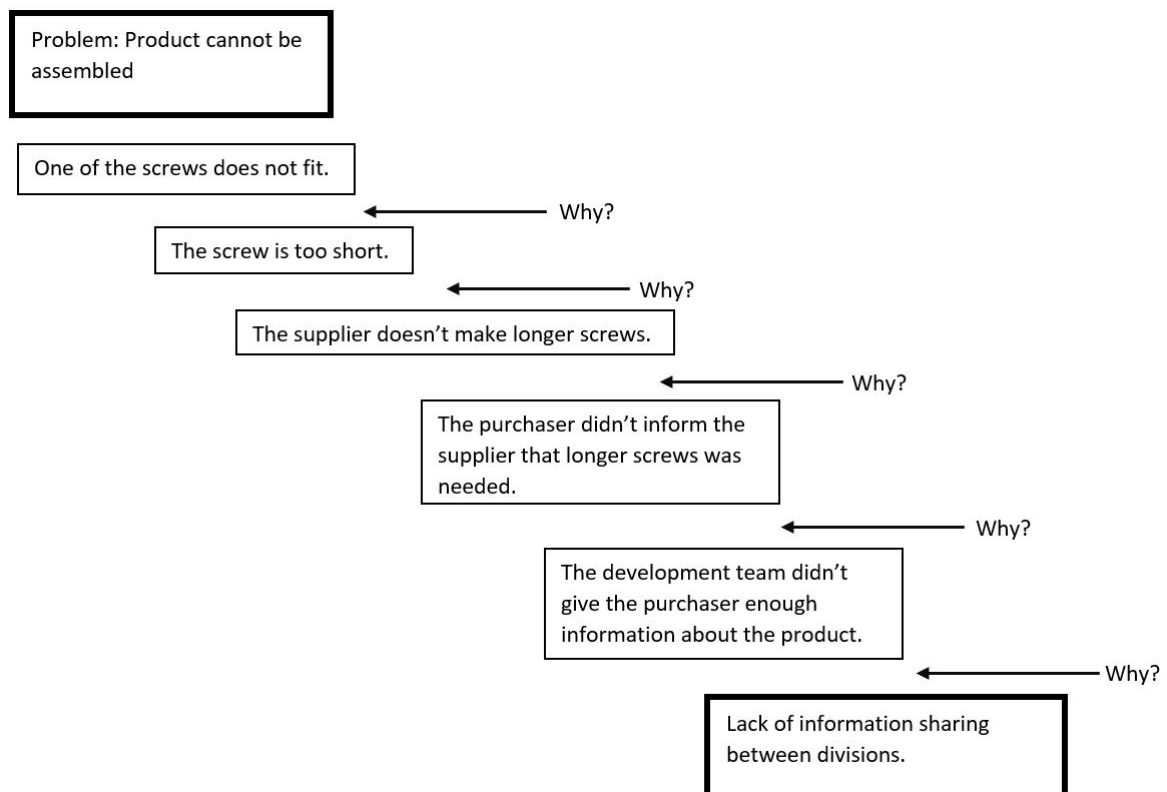 Problem: Product cannot be
assembled
One of the screws does not fit.
Why?
The screw is too short.
Why?
The supplier doesn’t make longer screws.
Why?
The purchaser didn’t inform the
supplier that longer screws was
needed.
Why?
The development team didn’t
give the purchaser enough
information about the product.
Why?
Lack of information sharing
between divisions.